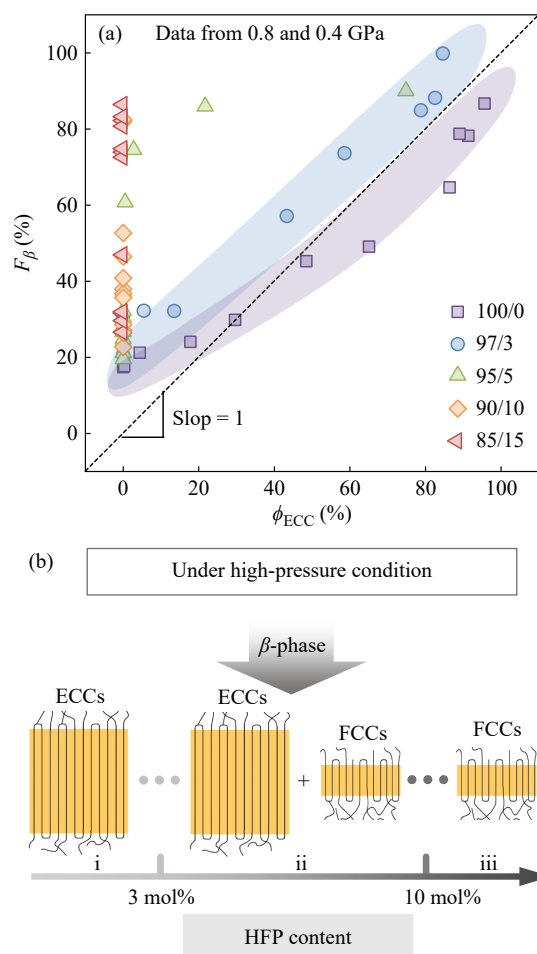 (a) Data from 0.8 and 0.4 GPa
100
80
60
40
20
0
F_β (%)
Slop = 1
100/0
97/3
95/5
90/10
85/15
0 20 40 60 80 100
ϕ_ECC (%)
(b)
Under high-pressure condition
β-phase
ECCs ECCs FCCs FCCs
+
i ii iii
3 mol% 10 mol%
HFP content